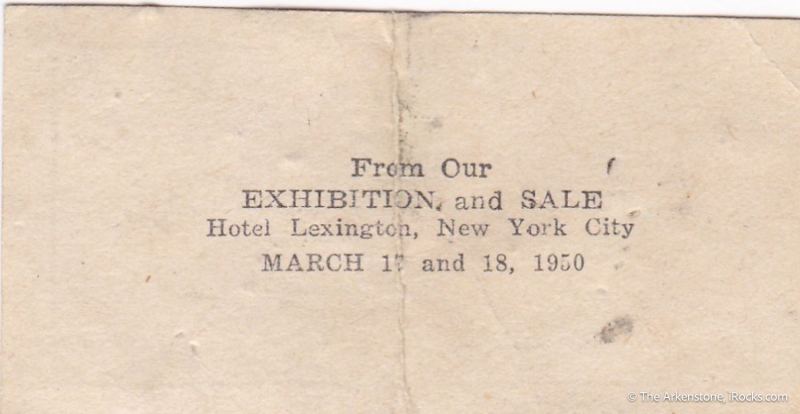 From Our
EXHIBITION and SALE
Hotel Lexington, New York City
MARCH 17 and 18, 1950
© The Arkenstone, iRocks.com